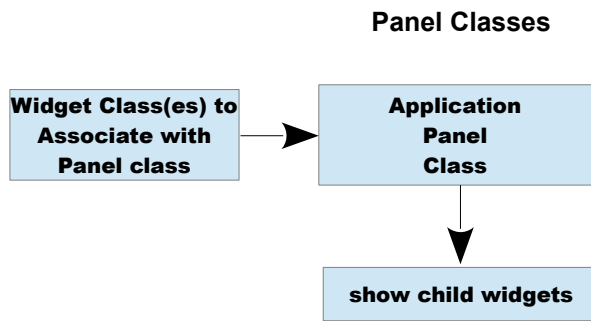 Panel Classes
Widget Class(es) to
Associate with
Panel class
Application
Panel
Class
show child widgets